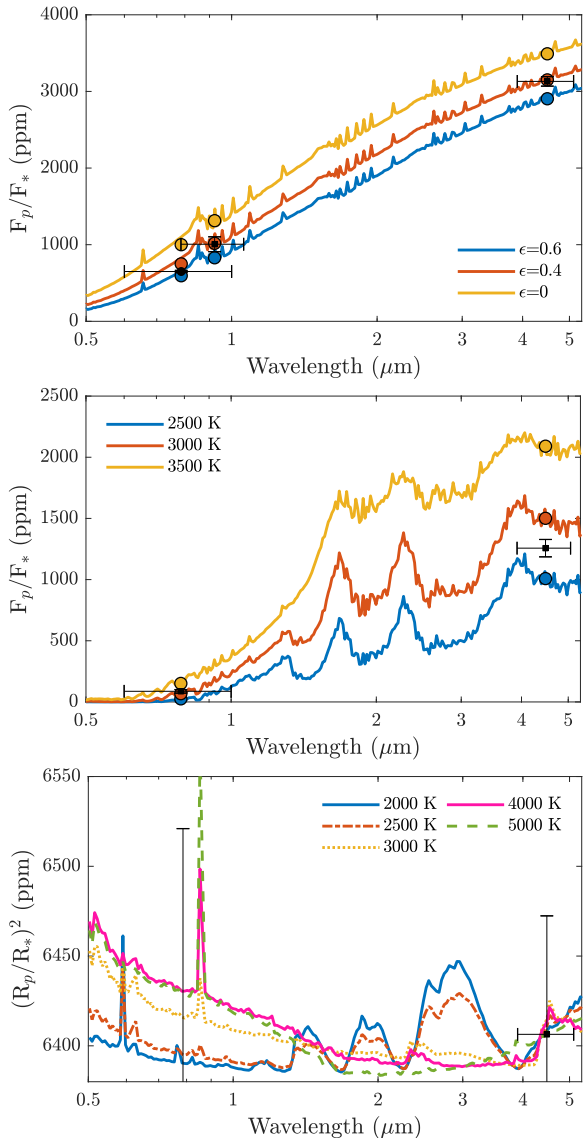 4000
3000
2000
1000
0
F_p/F_* (ppm)
ϵ=0.6
ϵ=0.4
ϵ=0
0.5 1 2 3 4 5
Wavelength (μm)
2500
2000
1500
1000
500
0
F_p/F_* (ppm)
2500 K
3000 K
3500 K
0.5 1 2 3 4 5
Wavelength (μm)
6550
6500
6450
6400
(R_p/R_*)² (ppm)
2000 K 4000 K
2500 K 5000 K
3000 K
0.5 1 2 3 4 5
Wavelength (μm)